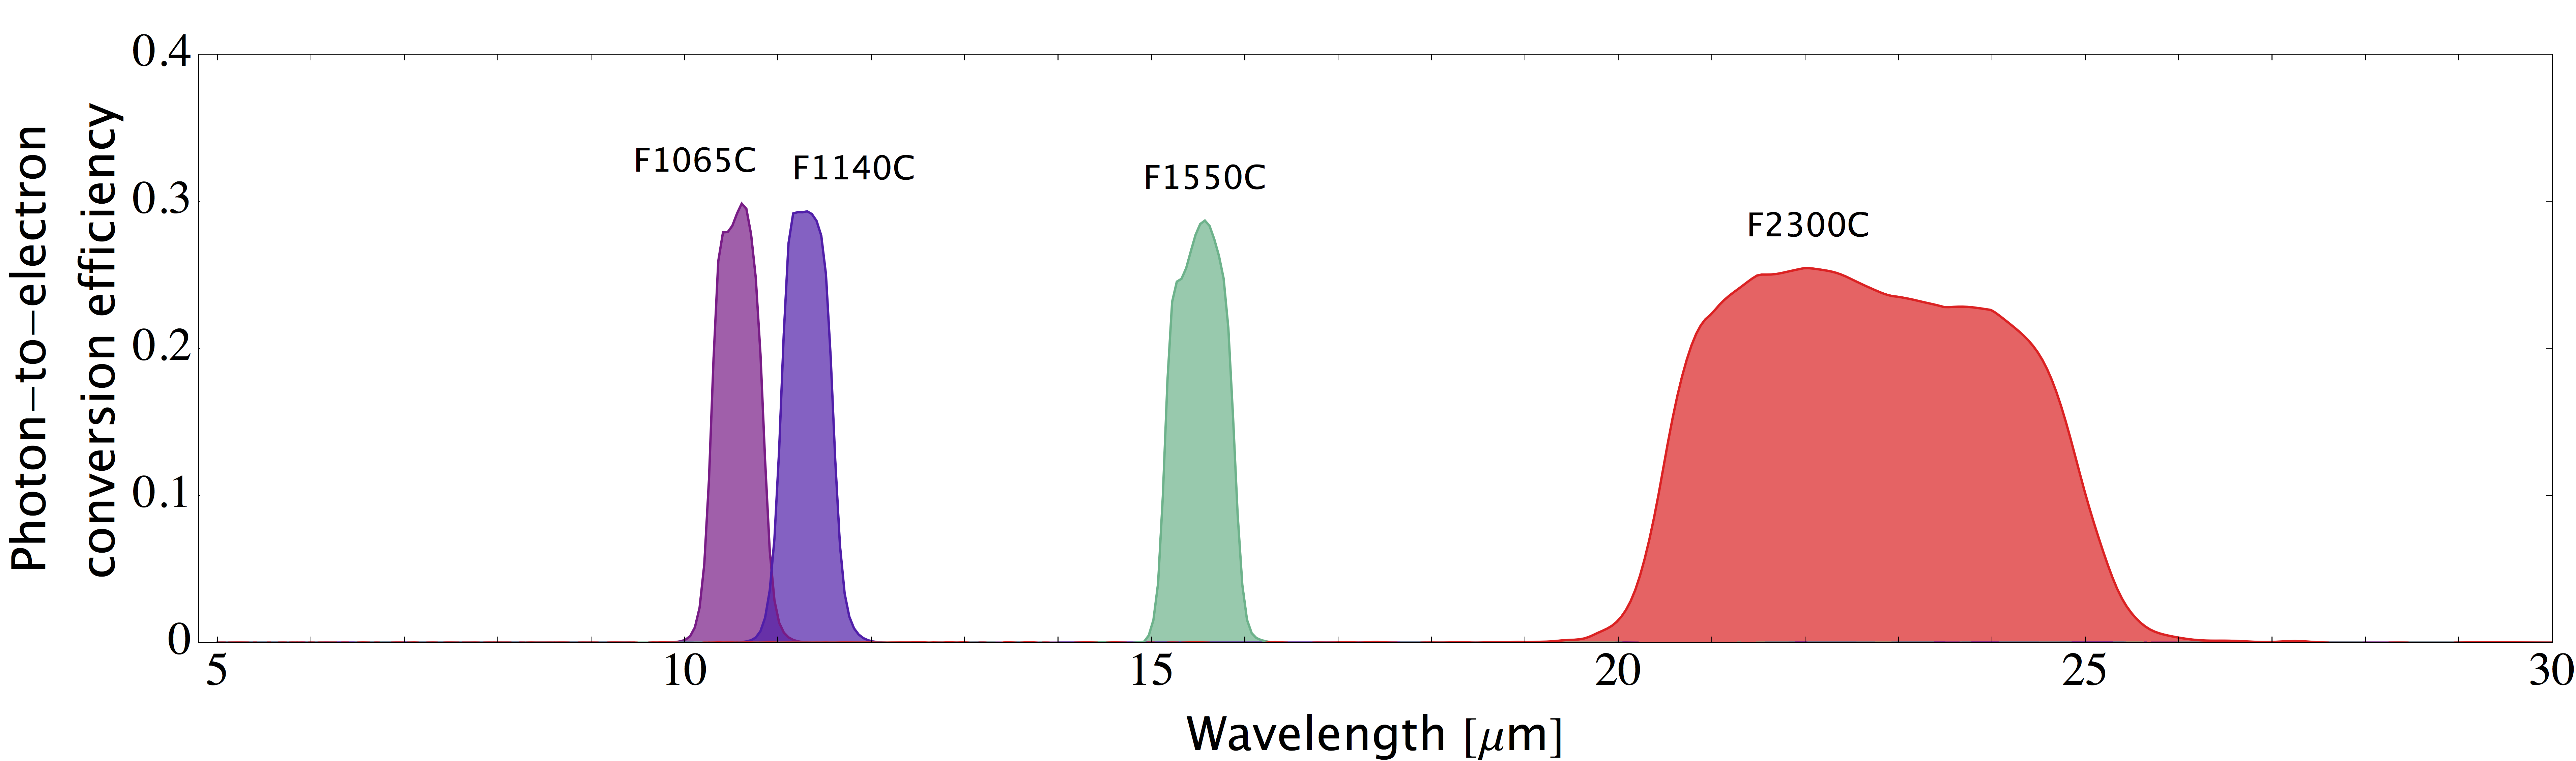 Photon–to–electron
conversion efficiency
0.4
0.3
0.2
0.1
0
F1065C
F1140C
F1550C
F2300C
5 10 15 20 25 30
Wavelength [μm]